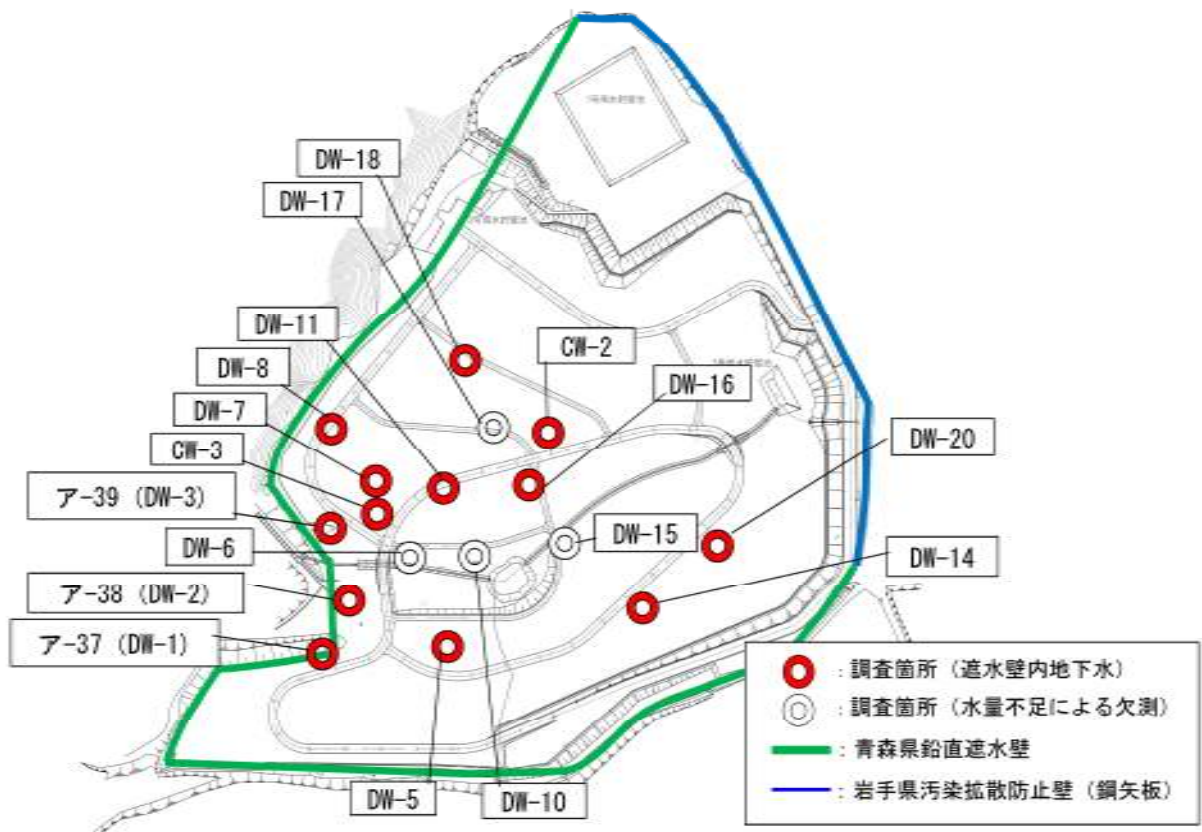 DW-18
DW-17
DW-11
CW-2
DW-8
DW-16
DW-7
DW-20
CW-3
ア-39 (DW-3)
DW-15
DW-6
DW-14
ア-38 (DW-2)
ア-37 (DW-1)
DW-5
DW-10
:調査箇所(遮水壁内地下水)
:調査箇所(水量不足による欠測)
:青森県鉛直遮水壁
:岩手県汚染拡散防止壁(鋼矢板)